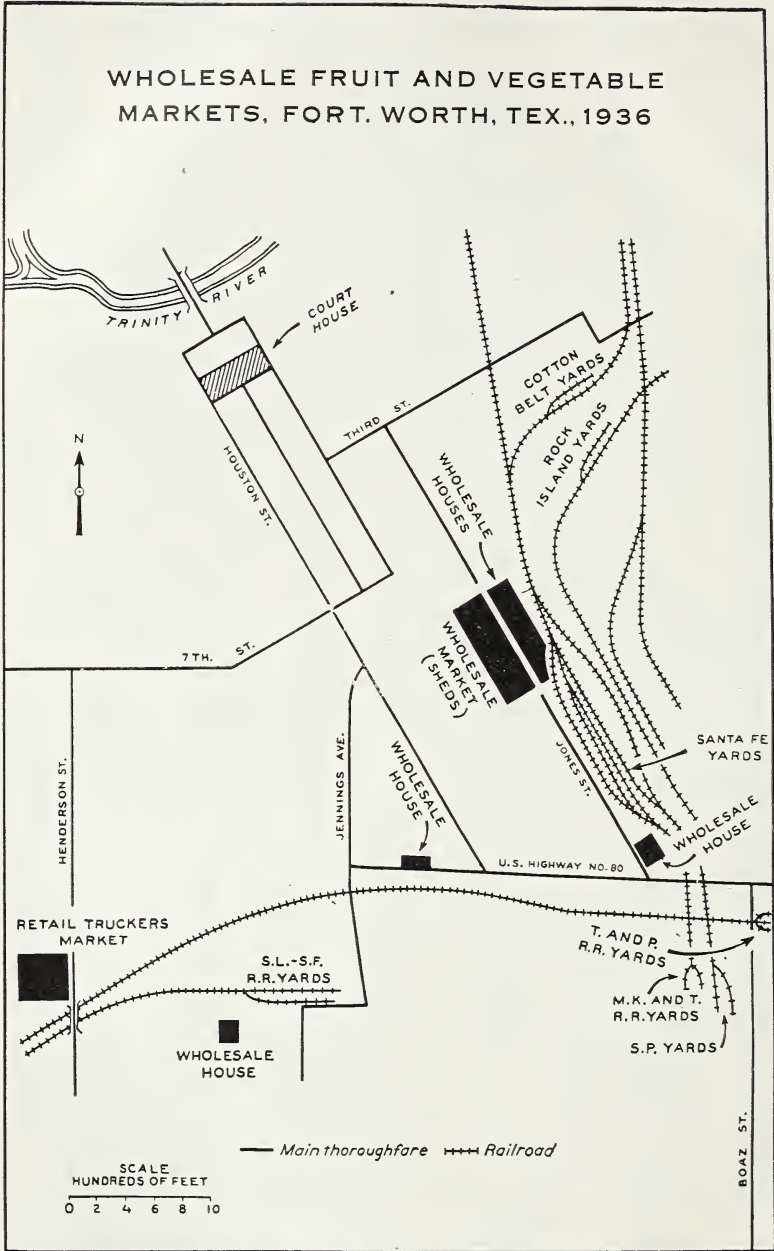 WHOLESALE FRUIT AND VEGETABLE
MARKETS, FORT. WORTH, TEX., 1936
TRINITY RIVER
COURT
HOUSE
COTTON
BELT YARDS
THIRD ST.
ROCK
ISLAND YARDS
N
HOUSTON ST.
WHOLESALE
HOUSES
WHOLESALE
MARKET
(SHEDS)
7TH. ST.
SANTA FE
YARDS
JONES ST.
HENDERSON ST.
JENNINGS AVE.
WHOLESALE
HOUSE
WHOLESALE
HOUSE
U.S. HIGHWAY NO. 80
RETAIL TRUCKERS
MARKET
S.L.-S.F.
R.R. YARDS
T. AND P.
R.R. YARDS
M.K. AND T.
R.R. YARDS
S.P. YARDS
WHOLESALE
HOUSE
BOAZ ST.
Main thoroughfare Railroad
SCALE
HUNDREDS OF FEET
0 2 4 6 8 10